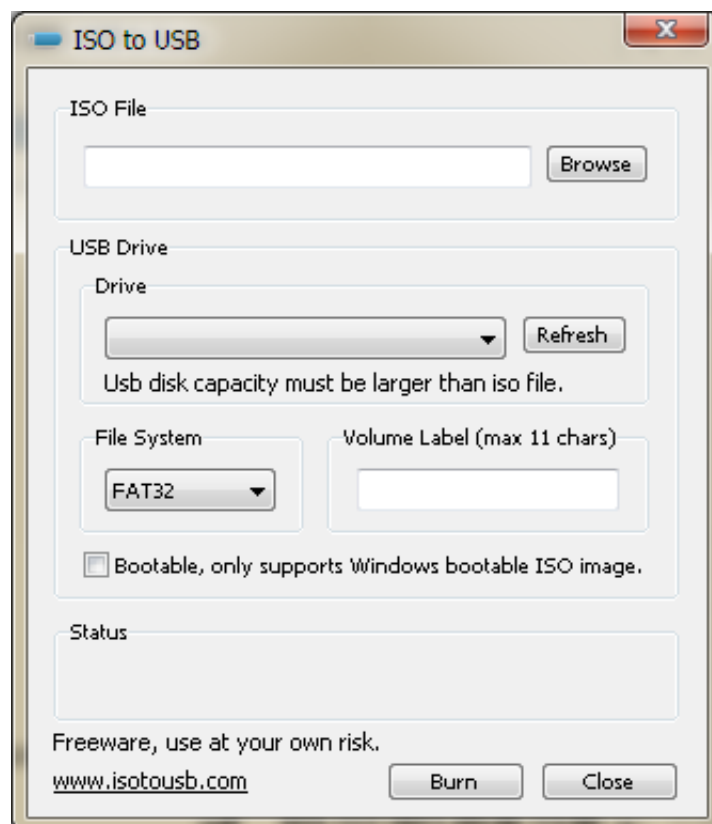 ISO to USB
ISO File
Browse
USB Drive
Drive
Refresh
Usb disk capacity must be larger than iso file.
File System
Volume Label (max 11 chars)
FAT32
Bootable, only supports Windows bootable ISO image.
Status
Freeware, use at your own risk.
www.isotousb.com
Burn
Close